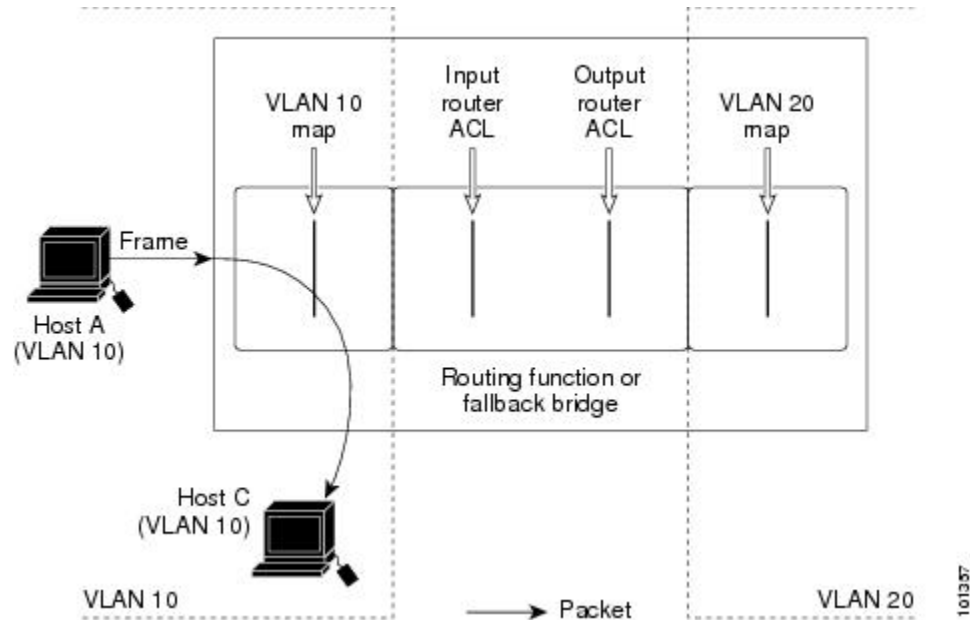 VLAN 10
map
Input
router
ACL
Output
router
ACL
VLAN 20
map
Frame
Host A
(VLAN 10)
Routing function or
fallback bridge
Host C
(VLAN 10)
VLAN 10
Packet
VLAN 20
101357